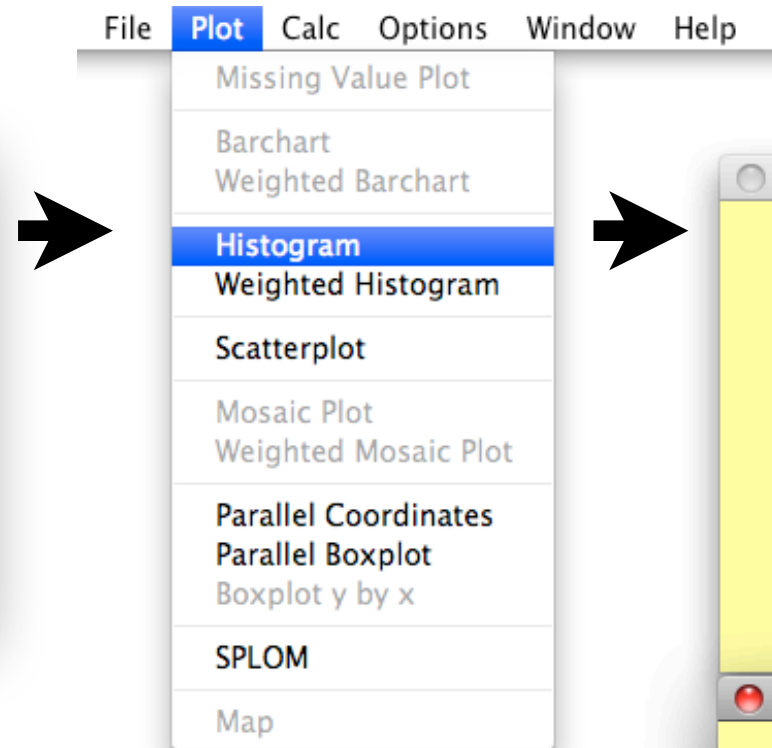 File Plot Calc Options Window Help
Missing Value Plot
Barchart
Weighted Barchart
Histogram
Weighted Histogram
Scatterplot
Mosaic Plot
Weighted Mosaic Plot
Parallel Coordinates
Parallel Boxplot
Boxplot y by x
SPLOM
Map